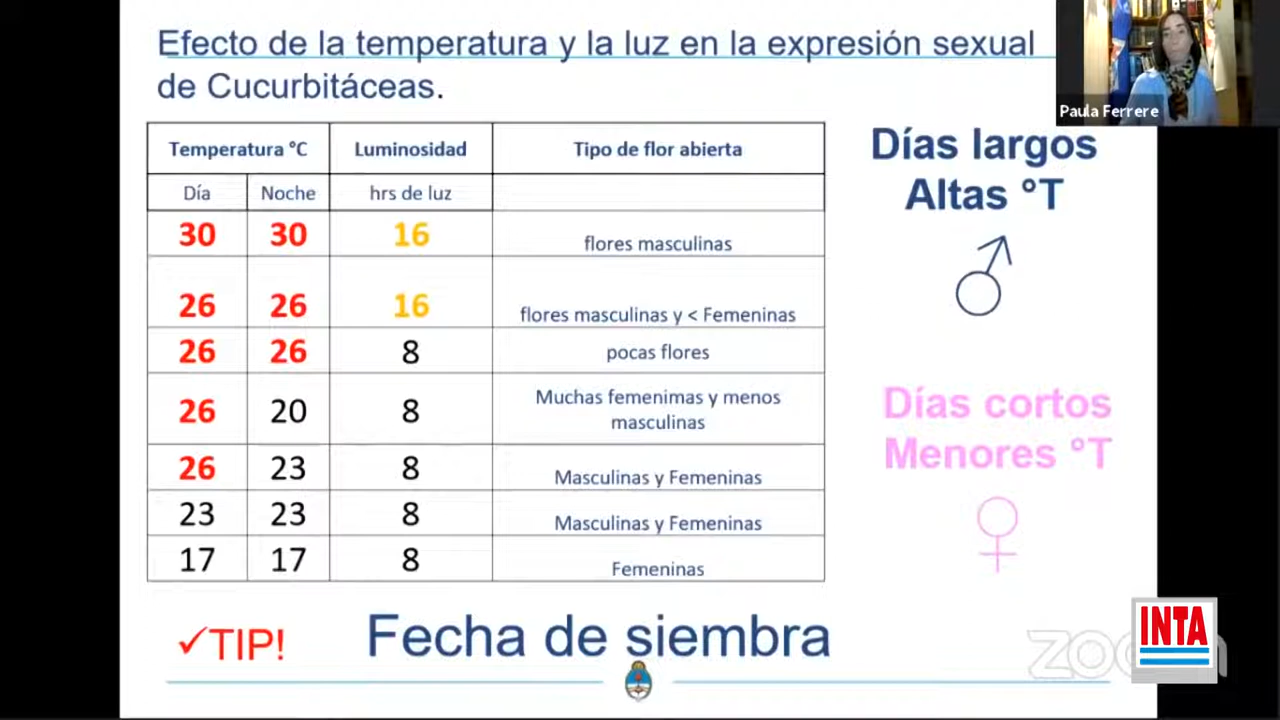 Efecto de la temperatura y la luz en la expresión sexual
de Cucurbitáceas.
Paula Ferrere
Temperatura °C Luminosidad Tipo de flor abierta
Día Noche hrs de luz
30 30 16 flores masculinas
26 26 16 flores masculinas y < Femeninas
26 26 8 pocas flores
26 20 8 Muchas femenimas y menos
masculinas
26 23 8 Masculinas y Femeninas
23 23 8 Masculinas y Femeninas
17 17 8 Femeninas
Días largos
Altas °T
Días cortos
Menores °T
✓TIP! Fecha de siembra
zoom
INTA